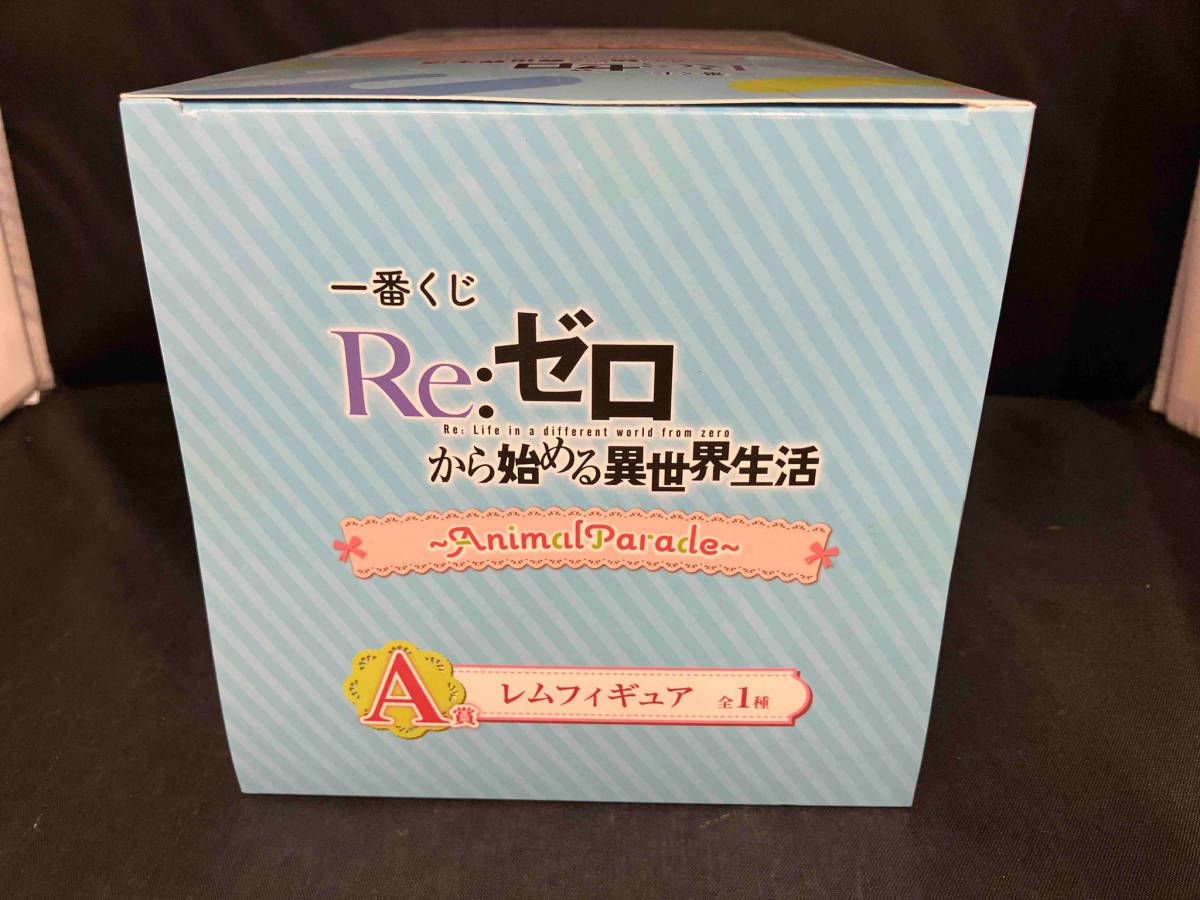 一番くじ
Re:ゼロ
Re: Life in a different world from zero
から始める異世界生活
~AnimalParade~
A賞 レムフィギュア 全1種